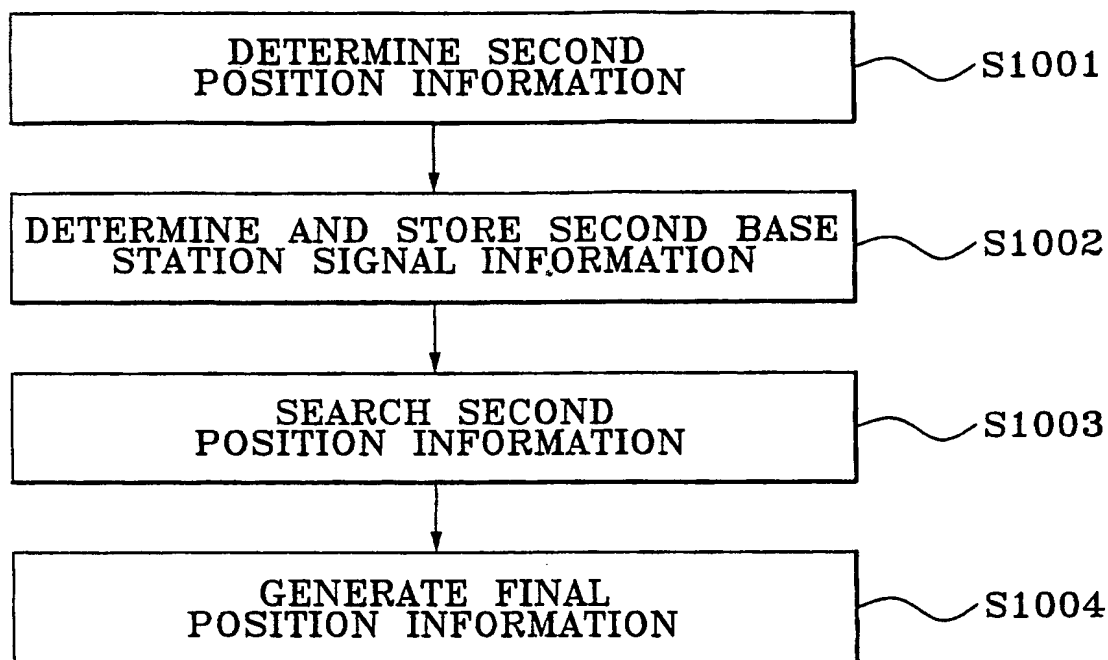 DETERMINE SECOND
POSITION INFORMATION
S1001
DETERMINE AND STORE SECOND BASE
STATION SIGNAL INFORMATION
S1002
SEARCH SECOND
POSITION INFORMATION
S1003
GENERATE FINAL
POSITION INFORMATION
S1004